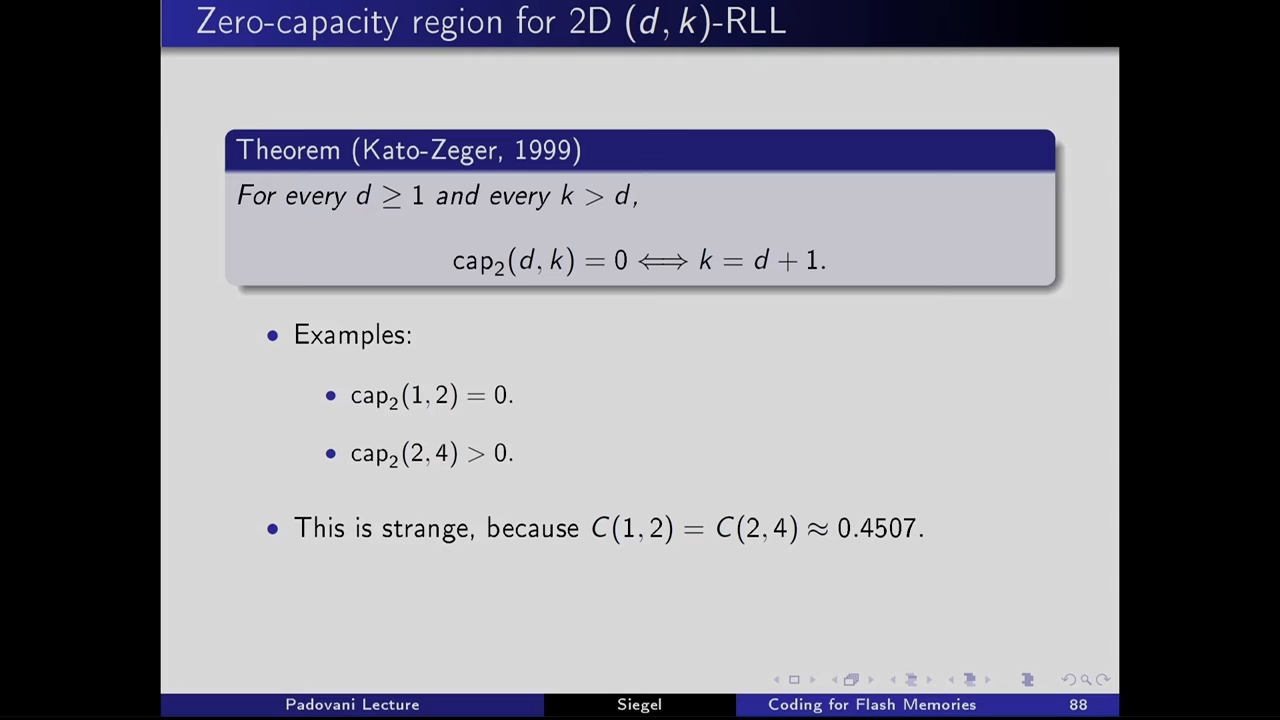 Zero-capacity region for 2D (d, k)-RLL
Theorem (Kato-Zeger, 1999)
For every d ≥ 1 and every k > d,
cap₂(d, k) = 0 ⟺ k = d + 1.
• Examples:
• cap₂(1, 2) = 0.
• cap₂(2, 4) > 0.
• This is strange, because C(1, 2) = C(2, 4) ≈ 0.4507.
Padovani Lecture Siegel Coding for Flash Memories 88